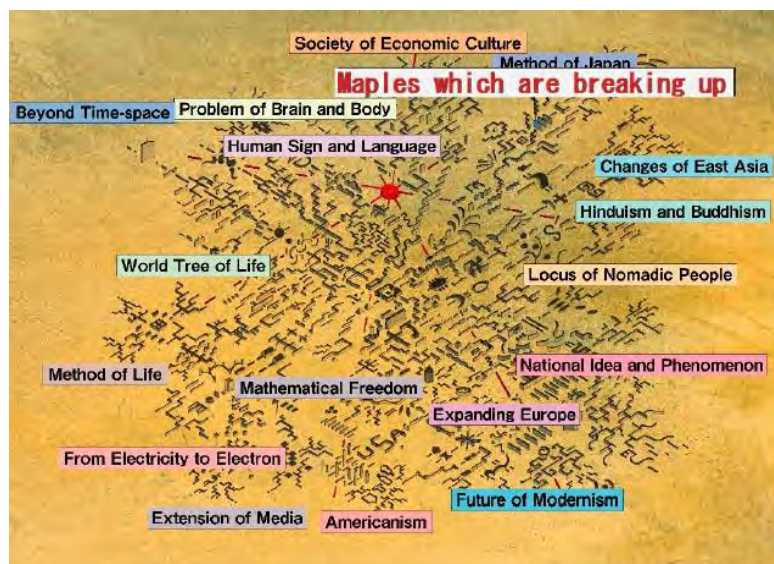 Society of Economic Culture
Method of Japan
Maples which are breaking up
Beyond Time-space
Problem of Brain and Body
Human Sign and Language
Changes of East Asia
Hinduism and Buddhism
World Tree of Life
Locus of Nomadic People
National Idea and Phenomenon
Method of Life
Mathematical Freedom
Expanding Europe
USA
From Electricity to Electron
Future of Modernism
Extension of Media
Americanism